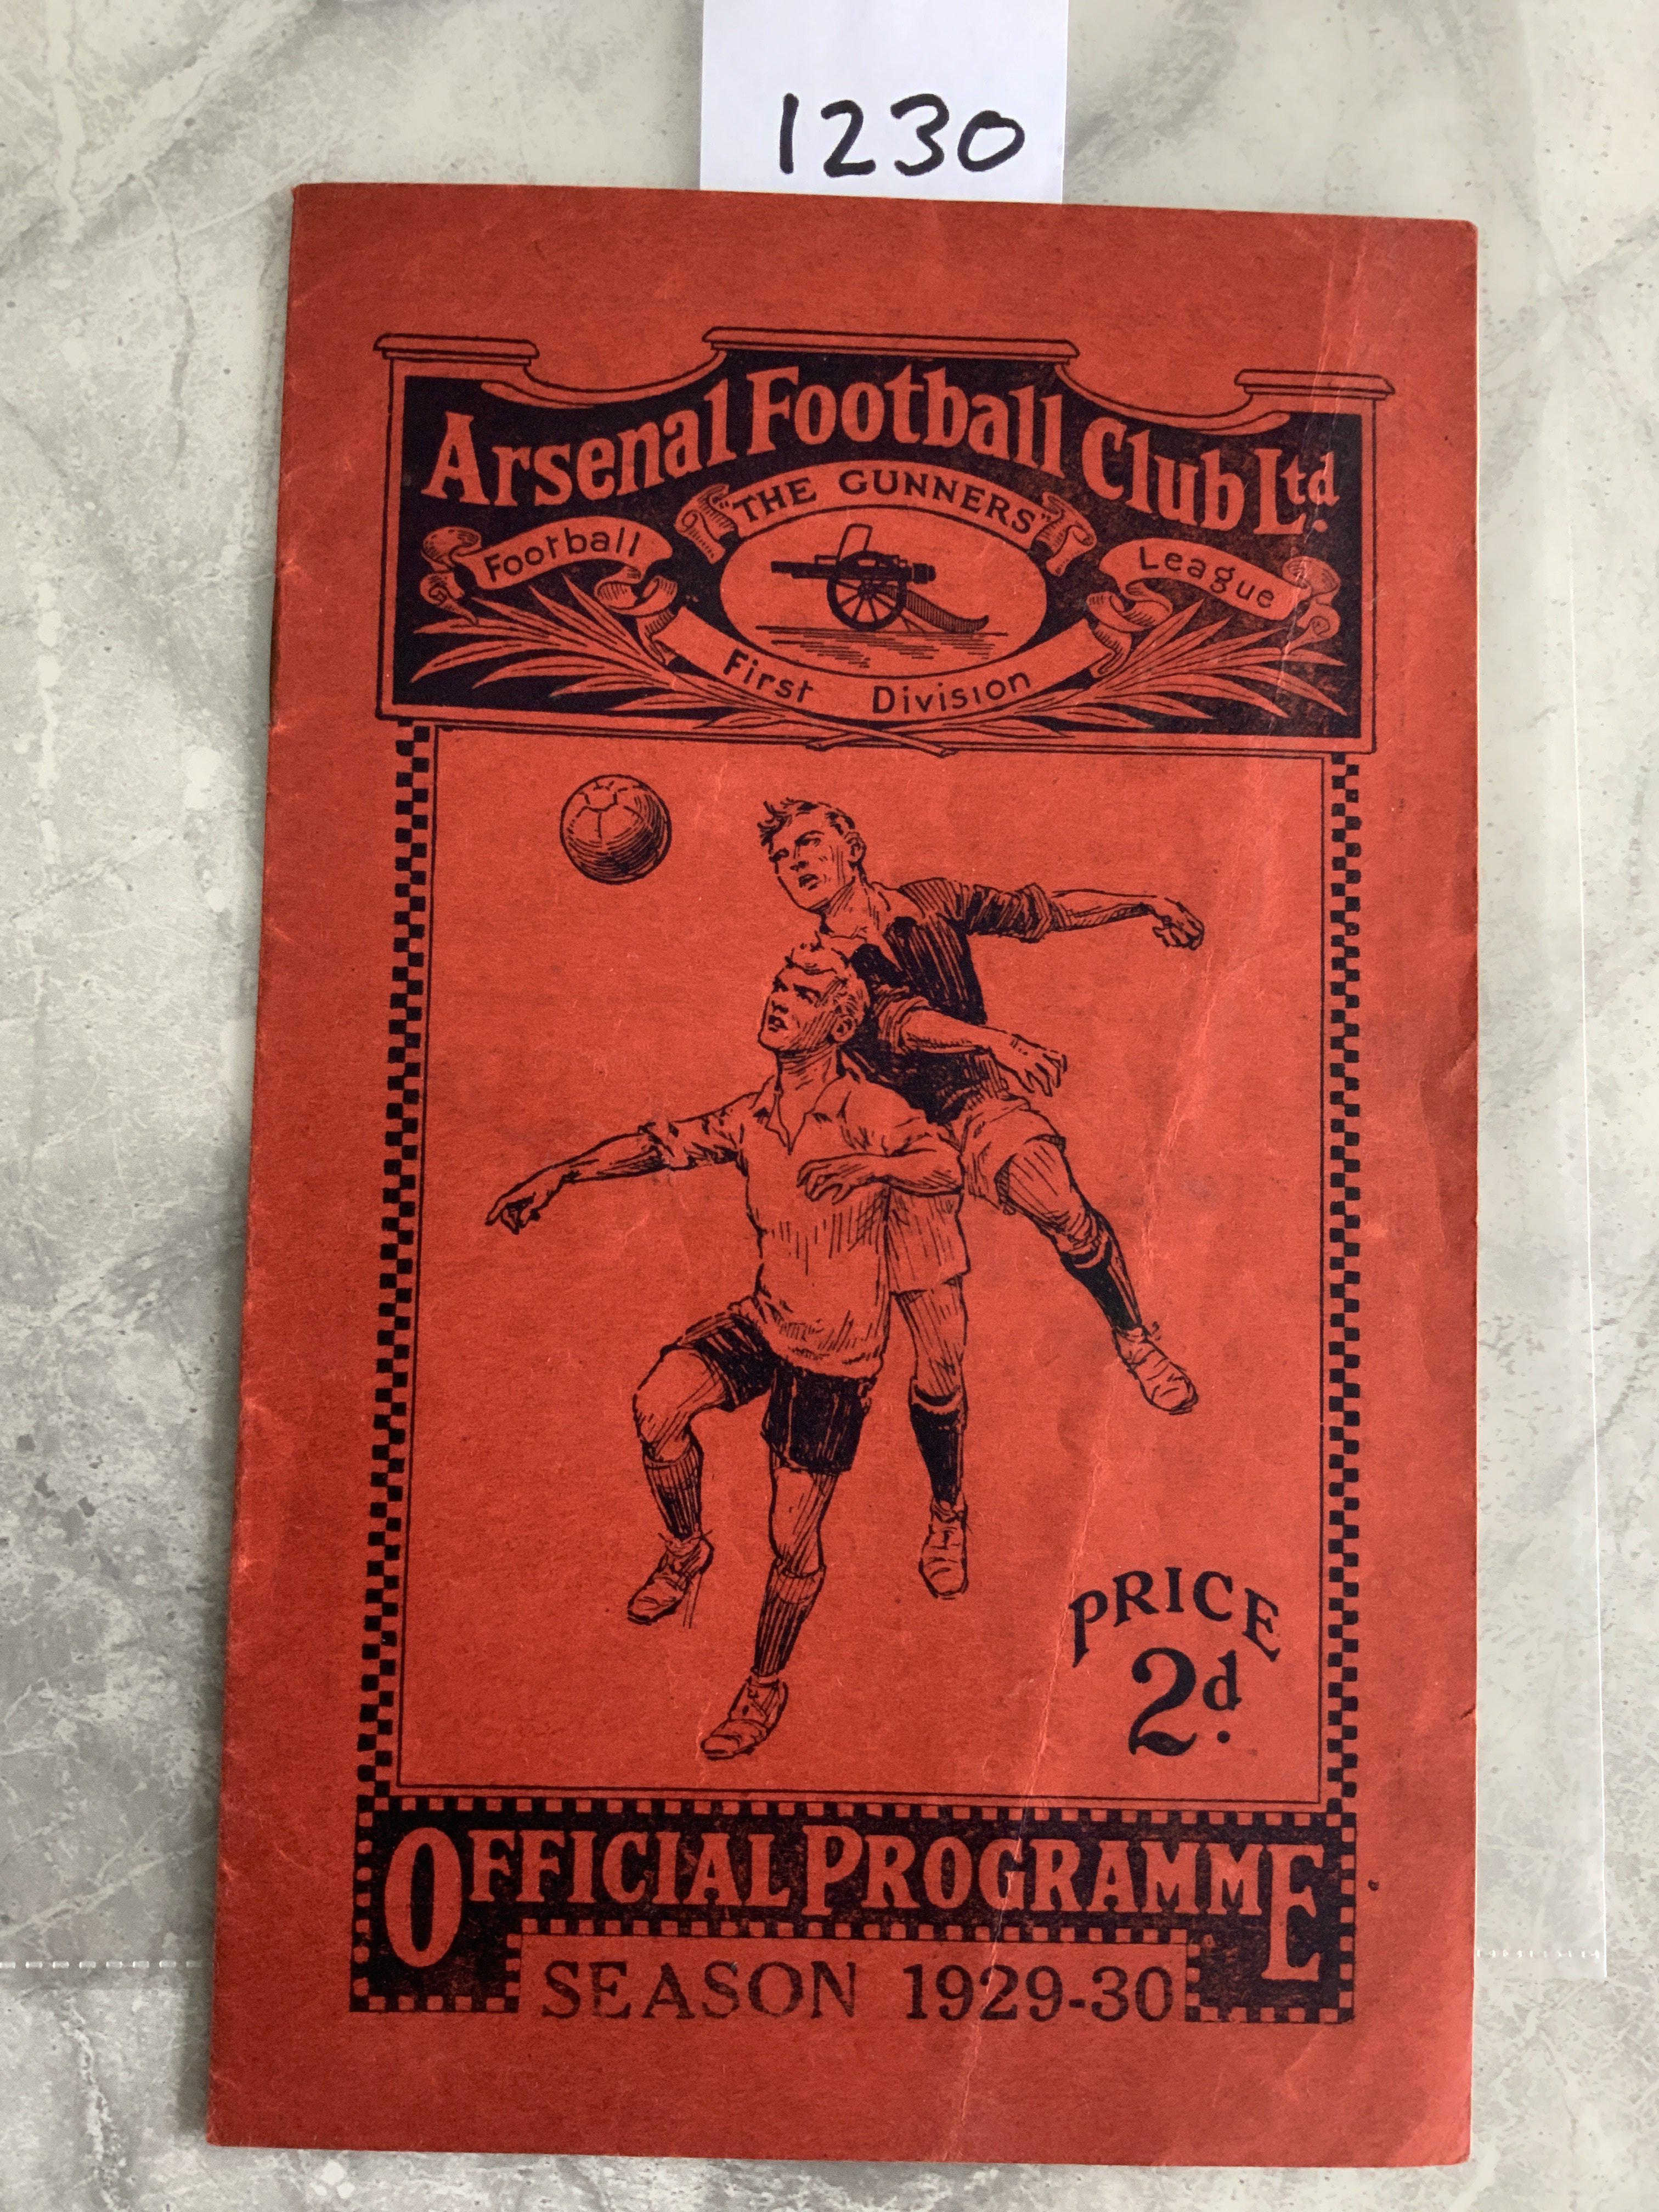 1230
Arsenal Football Club Ltd.
"THE GUNNERS"
Football League
First Division
PRICE
2d.
OFFICIAL PROGRAMME
SEASON 1929-30